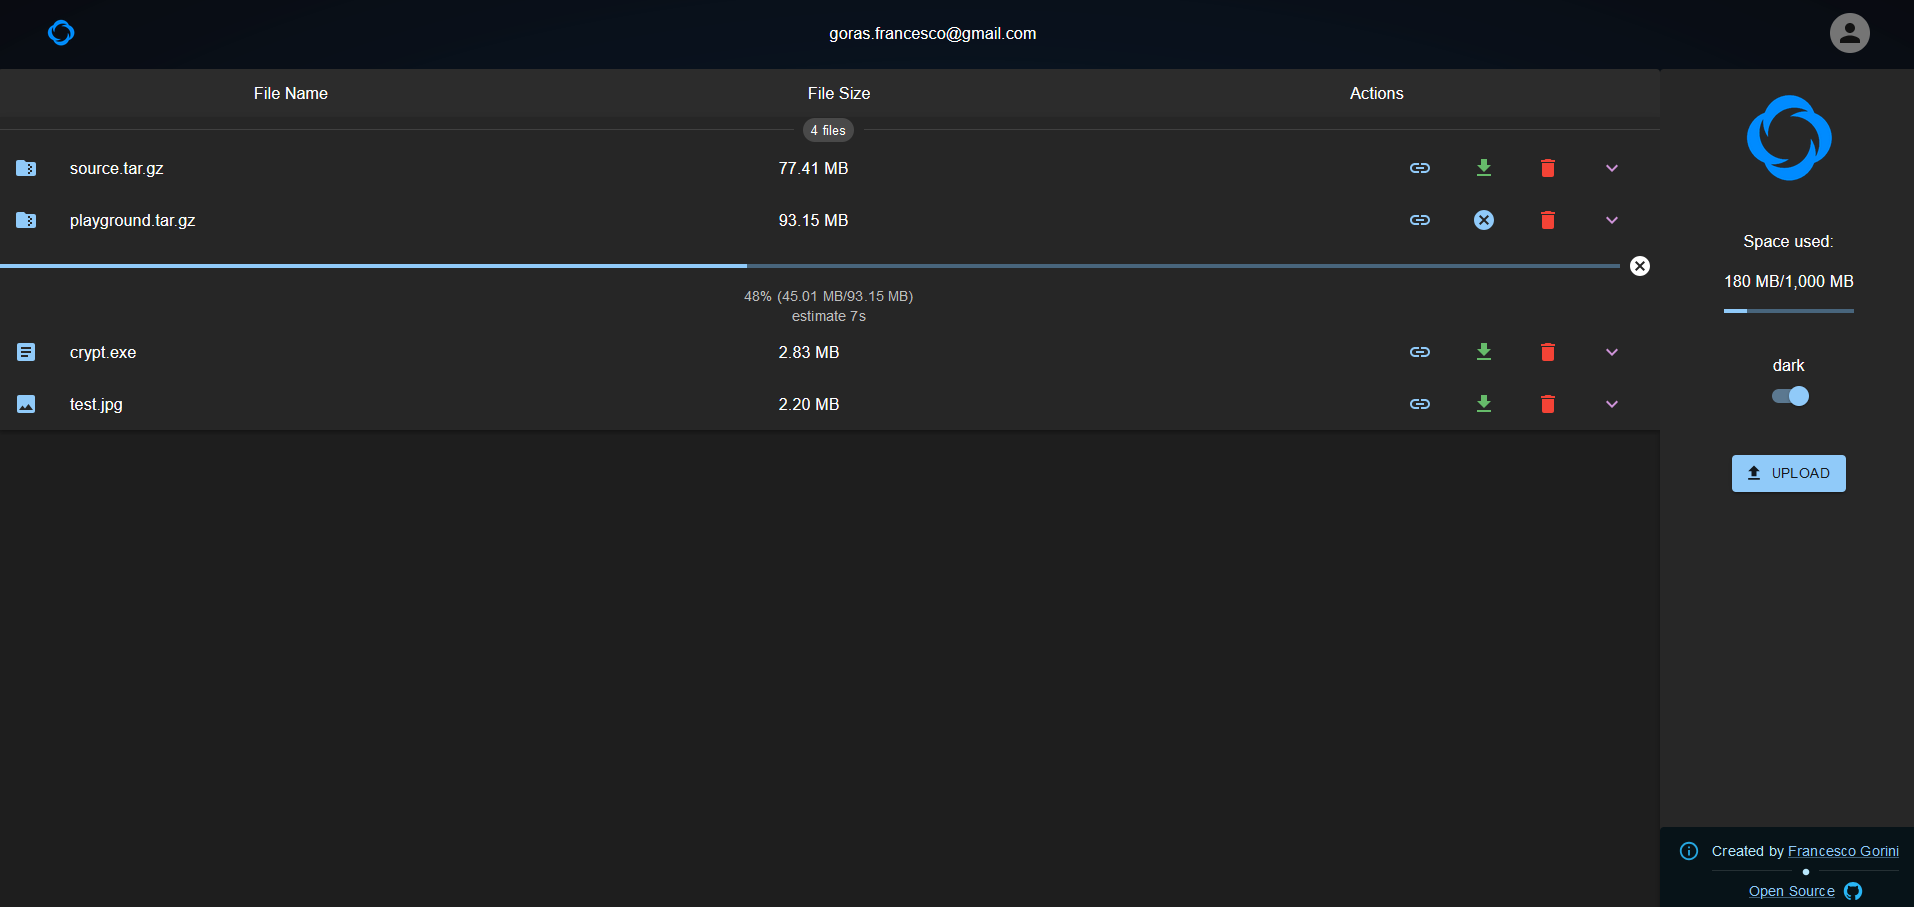 goras.francesco@gmail.com
File Name File Size Actions
4 files
source.tar.gz 77.41 MB
playground.tar.gz 93.15 MB
48% (45.01 MB/93.15 MB)
estimate 7s
crypt.exe 2.83 MB
test.jpg 2.20 MB
Space used:
180 MB/1,000 MB
dark
UPLOAD
Created by Francesco Gorini
Open Source